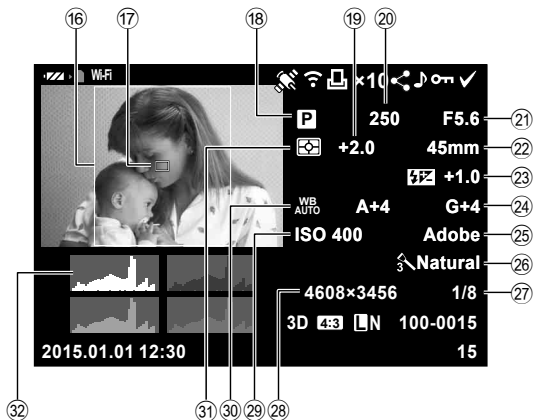 ⑯ ⑰ ⑱ ⑲ ⑳
Wi-Fi ×10
P 250 F5.6 ㉑
+2.0 45mm ㉒
+1.0 ㉓
WB AUTO A+4 G+4 ㉔
ISO 400 Adobe ㉕
3 Natural ㉖
4608×3456 1/8 ㉗
3D 4:3 LN 100-0015
2015.01.01 12:30 15
㉜ ㉛ ㉚ ㉙ ㉘